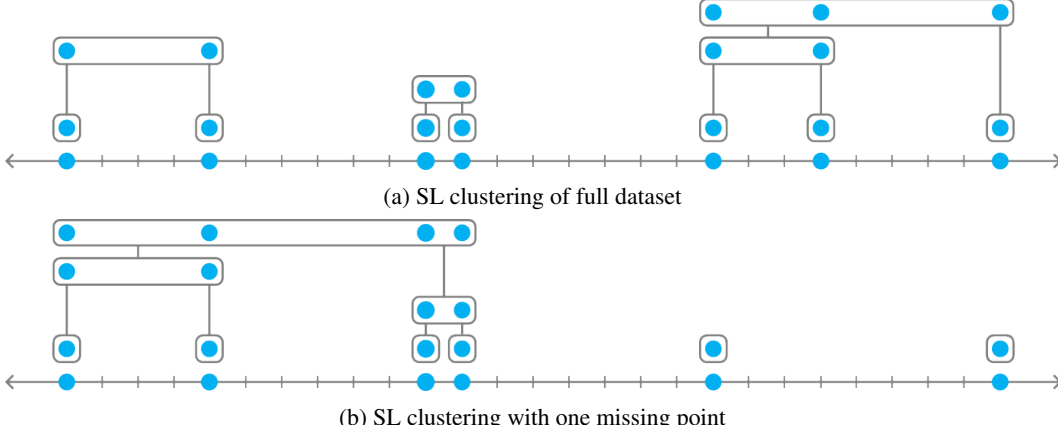 (a) SL clustering of full dataset
(b) SL clustering with one missing point